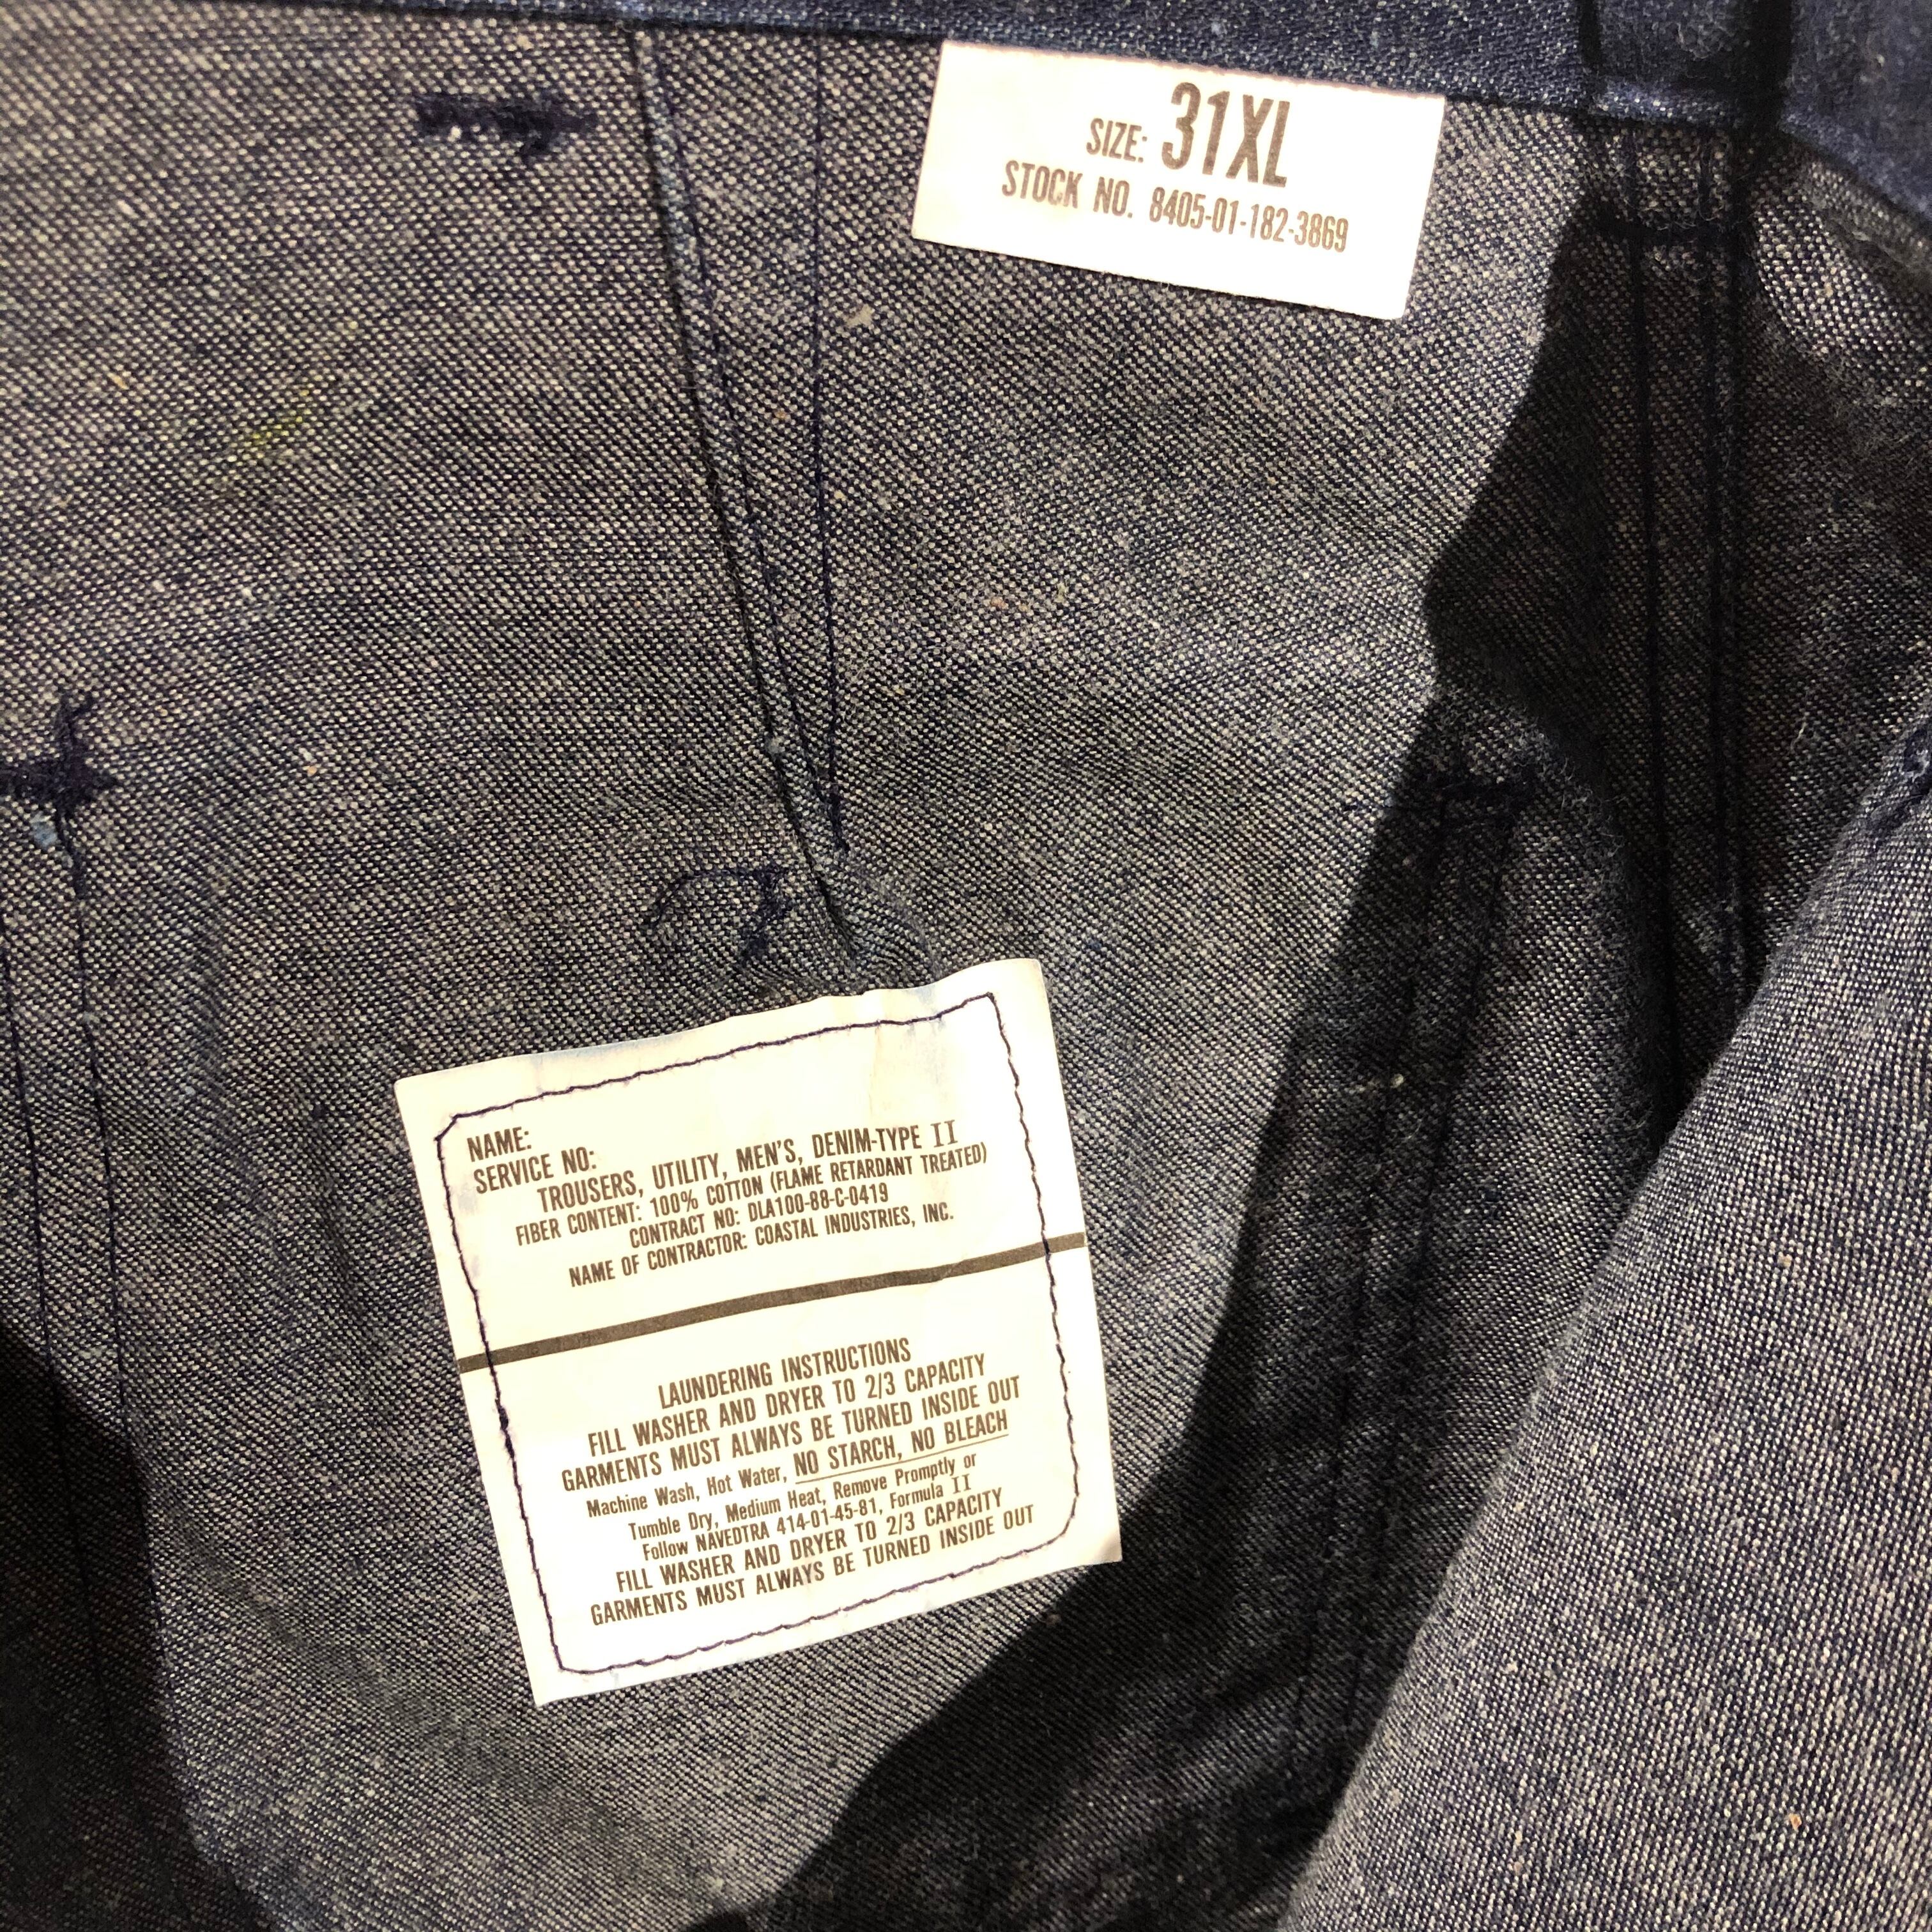 SIZE: 31XL
STOCK NO. 8405-01-182-3869
NAME:
SERVICE NO:
TROUSERS, UTILITY, MEN'S, DENIM-TYPE II
FIBER CONTENT: 100% COTTON (FLAME RETARDANT TREATED)
CONTRACT NO: DLA100-88-C-0419
NAME OF CONTRACTOR: COASTAL INDUSTRIES, INC.
LAUNDERING INSTRUCTIONS
FILL WASHER AND DRYER TO 2/3 CAPACITY
GARMENTS MUST ALWAYS BE TURNED INSIDE OUT
Machine Wash, Hot Water, NO STARCH, NO BLEACH
Tumble Dry, Medium Heat, Remove Promptly or
Follow NAVEDTRA 414-01-45-81, Formula II
FILL WASHER AND DRYER TO 2/3 CAPACITY
GARMENTS MUST ALWAYS BE TURNED INSIDE OUT